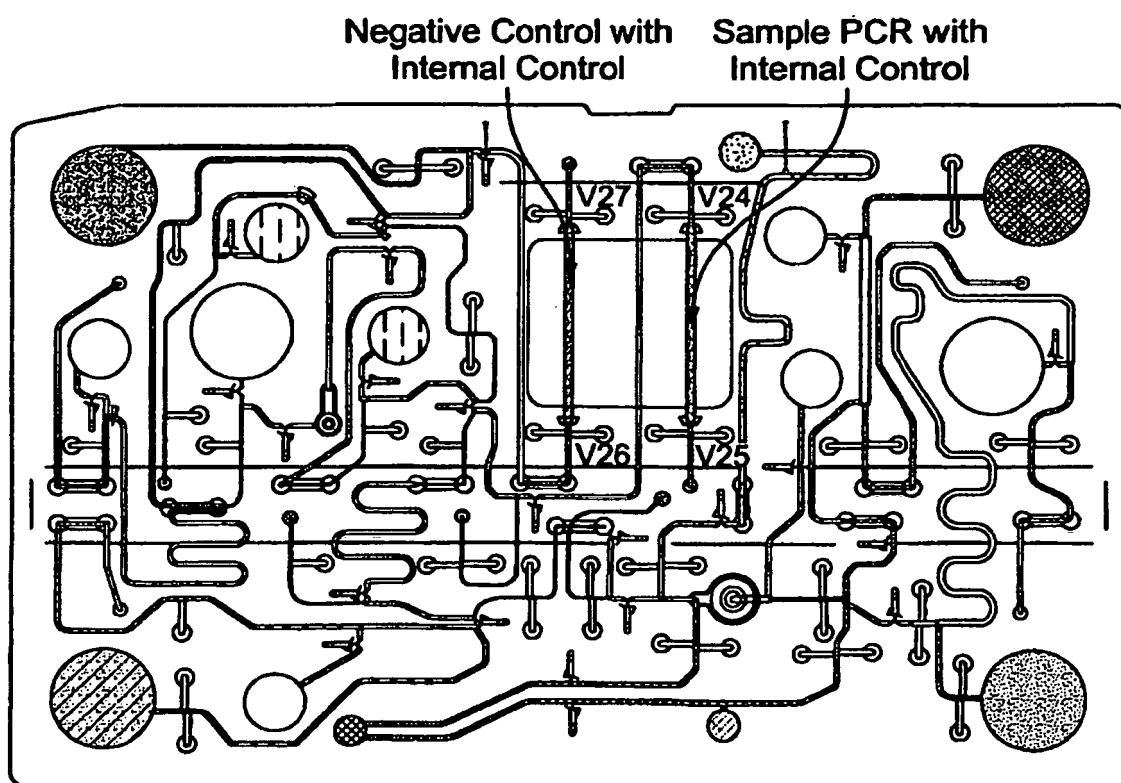 Negative Control with
Internal Control
Sample PCR with
Internal Control
V27
V24
V26
V25